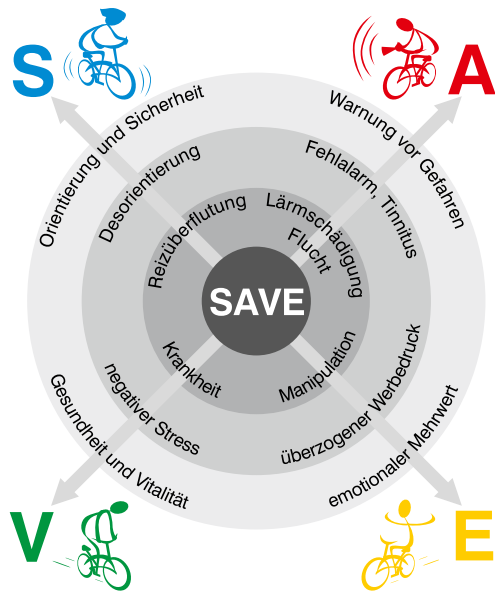 S
A
Orientierung und Sicherheit
Warnung vor Gefahren
Desorientierung
Fehlalarm, Tinnitus
Reizüberflutung
Lärmschädigung
Flucht
SAVE
Krankheit
Manipulation
negativer Stress
überzogener Werbedruck
Gesundheit und Vitalität
emotionaler Mehrwert
V
E